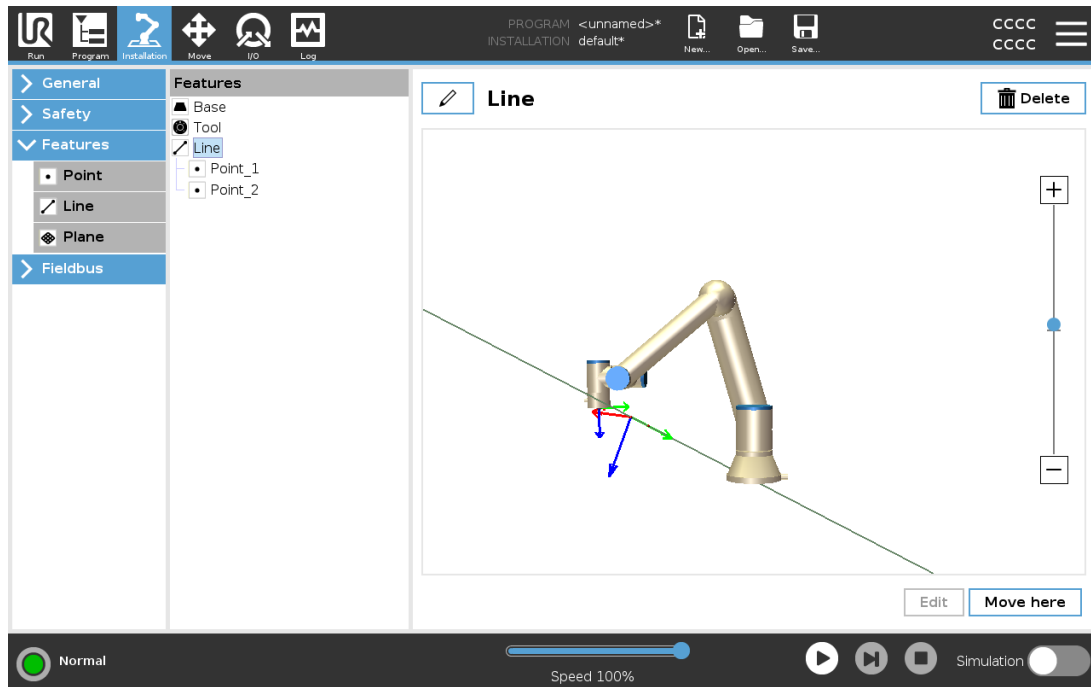 PROGRAM <unnamed>*
INSTALLATION default*
CCCC
CCCC
UR
Run
Program
Installation
Move
I/O
Log
New...
Open...
Save...
General
Safety
Features
Point
Line
Plane
Fieldbus
Features
Base
Tool
Line
Point_1
Point_2
Line
Delete
Edit
Move here
Normal
Speed 100%
Simulation